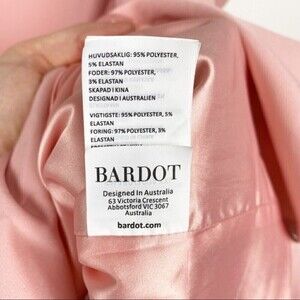 HUVUDSAKLIG: 95% POLYESTER,
5% ELASTAN
FODER: 97% POLYESTER,
3% ELASTAN
SKAPAD I KINA
DESIGNAD I AUSTRALIEN
VIGTIGSTE: 95% POLYESTER, 5%
ELASTAN
FORING: 97% POLYESTER, 3%
ELASTAN
BARDOT
Designed In Australia
63 Victoria Crescent
Abbotsford VIC 3067
Australia
bardot.com